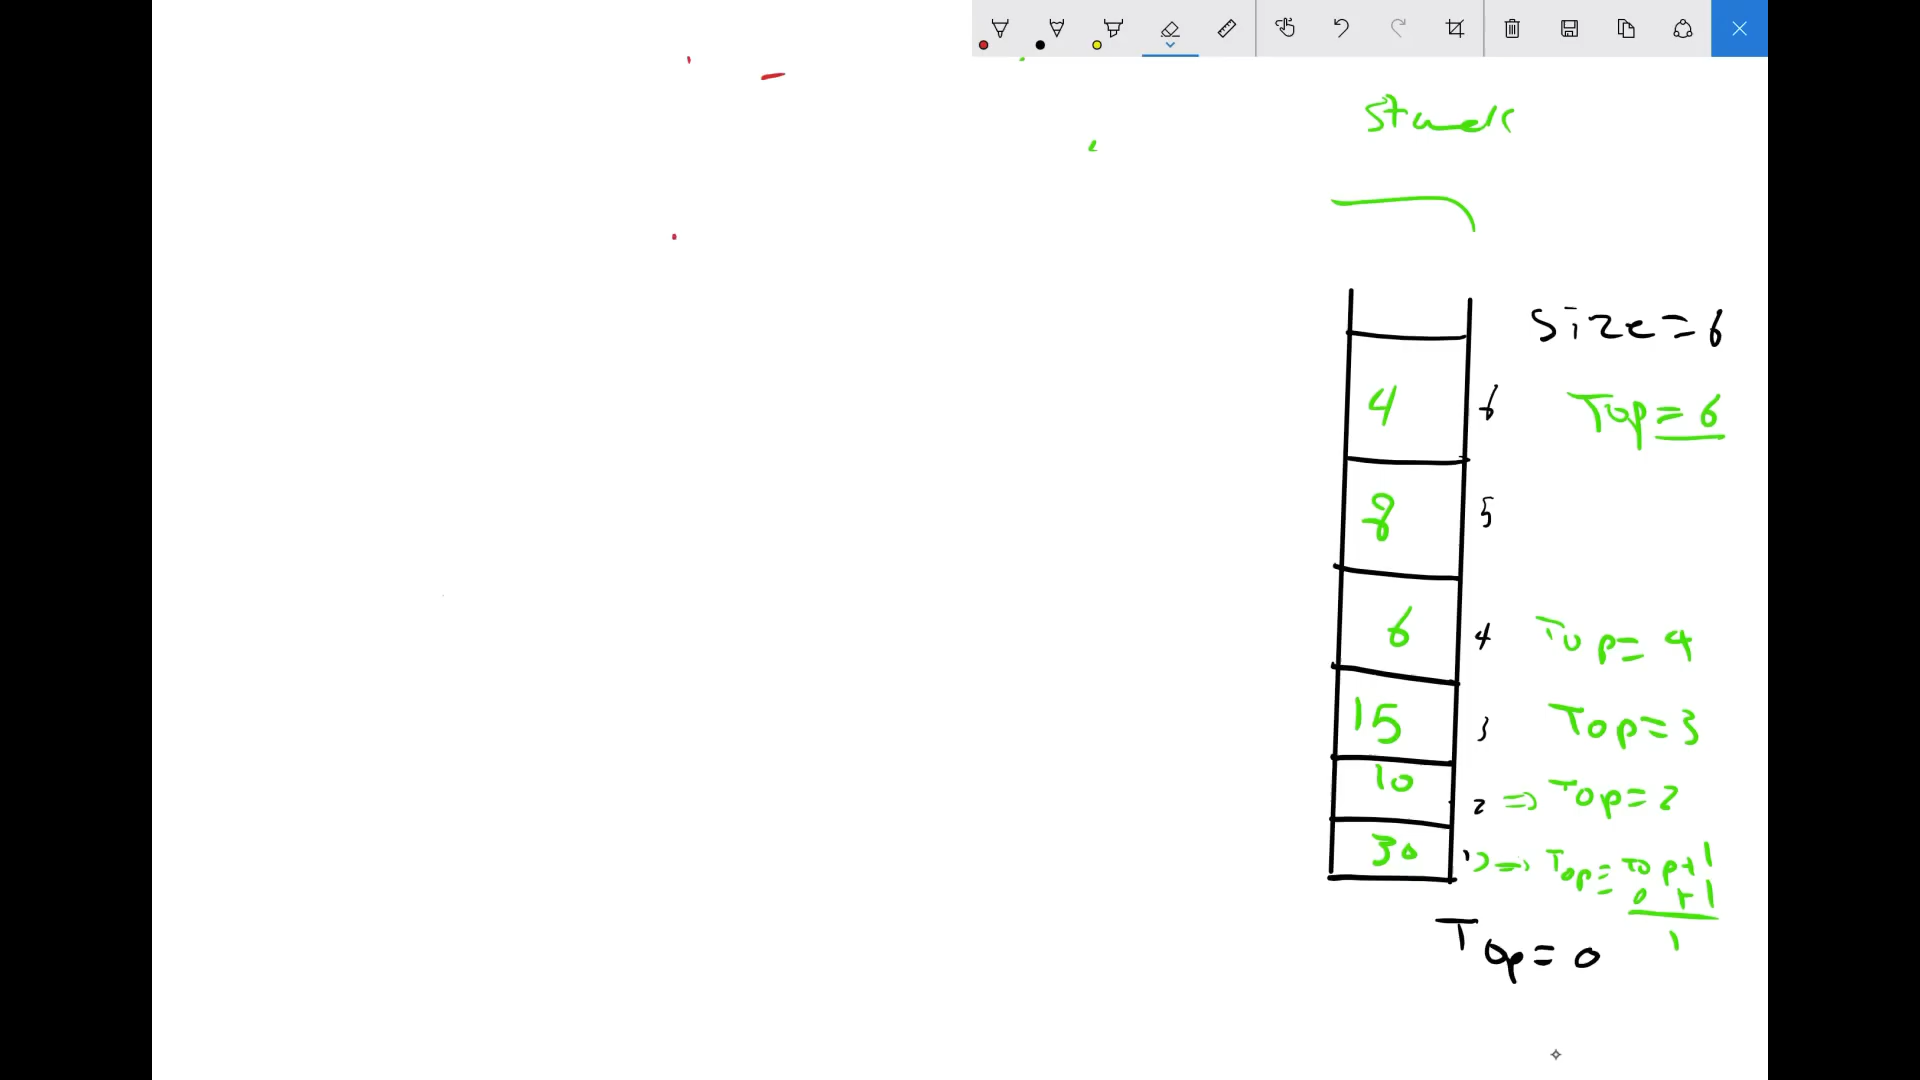 Stack
Size=6
4 6 Top=6
8 5
6 4 Top=4
15 3 Top=3
10 2 => Top=2
30 1 => Top=Top+1
0+1
1
Top=0